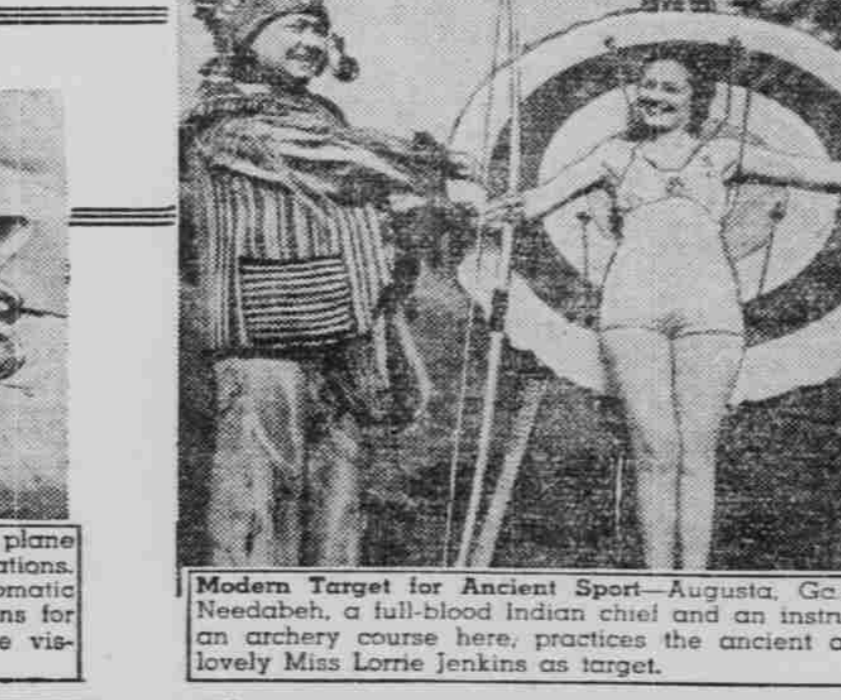 plane
ations.
omatic
ns for
e vis-
Modern Target for Ancient Sport—Augusta, Ga
Needabeh, a full-blood Indian chief and an instru
an archery course here, practices the ancient
lovely Miss Lorrie Jenkins as target.